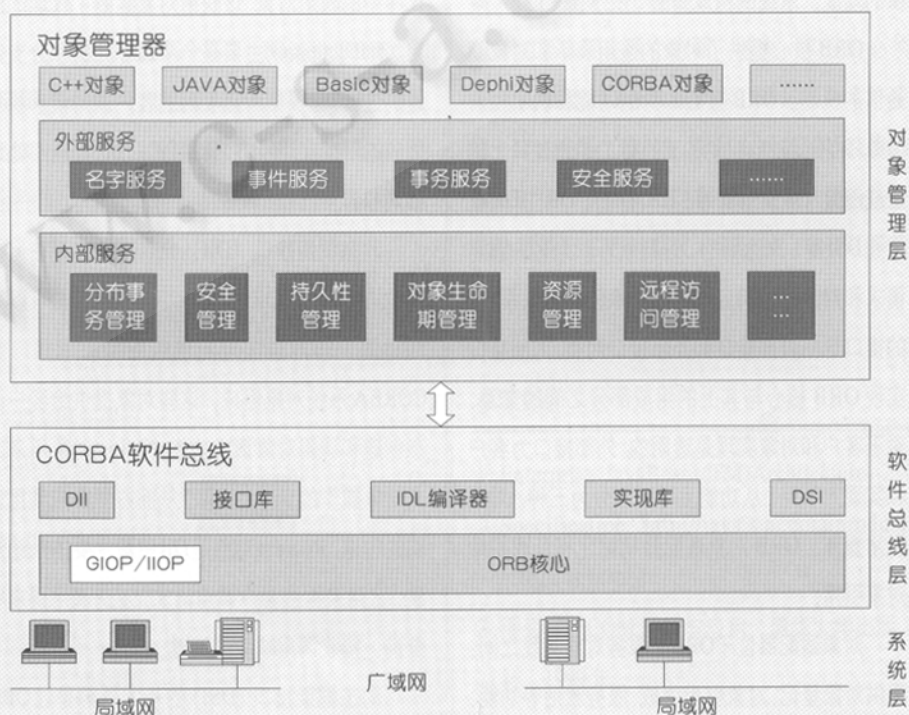 对象管理器
C++对象 JAVA对象 Basic对象 Dephi对象 CORBA对象 ……
外部服务
名字服务 事件服务 事务服务 安全服务 ……
内部服务
分布事务管理 安全管理 持久性管理 对象生命期管理 资源管理 远程访问管理 ……
对象管理层
CORBA软件总线
DII 接口库 IDL编译器 实现库 DSI
GIOP/IIOP ORB核心
软件总线层
广域网
局域网 局域网
系统层
www.c-s-a.